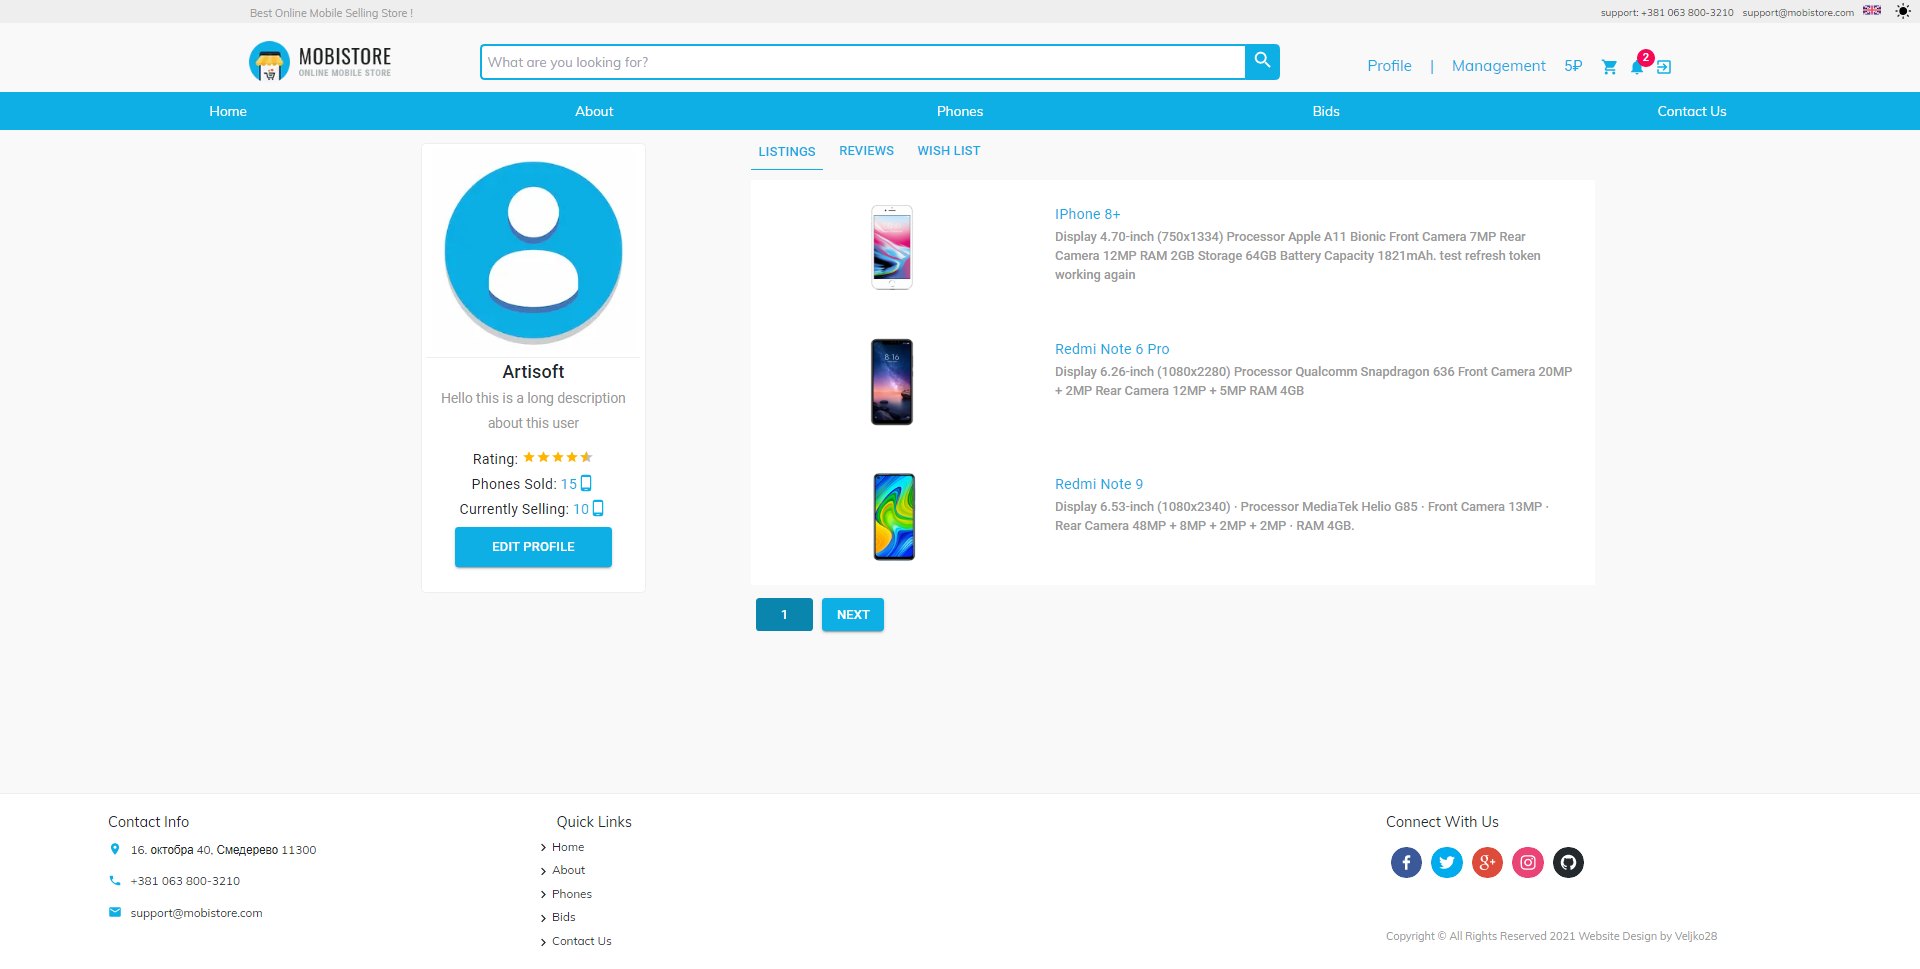 Best Online Mobile Selling Store !
support: +381 063 800-3210 support@mobistore.com
MOBISTORE
ONLINE MOBILE STORE
What are you looking for?
Profile | Management 5₽ 2
Home About Phones Bids Contact Us
LISTINGS REVIEWS WISH LIST
IPhone 8+
Display 4.70-inch (750x1334) Processor Apple A11 Bionic Front Camera 7MP Rear
Camera 12MP RAM 2GB Storage 64GB Battery Capacity 1821mAh. test refresh token
working again
8 16
Redmi Note 6 Pro
Display 6.26-inch (1080x2280) Processor Qualcomm Snapdragon 636 Front Camera 20MP
+ 2MP Rear Camera 12MP + 5MP RAM 4GB
Redmi Note 9
Display 6.53-inch (1080x2340) · Processor MediaTek Helio G85 · Front Camera 13MP ·
Rear Camera 48MP + 8MP + 2MP + 2MP · RAM 4GB.
1 NEXT
Artisoft
Hello this is a long description
about this user
Rating:
Phones Sold: 15
Currently Selling: 10
EDIT PROFILE
Contact Info
16. октобра 40, Смедерево 11300
+381 063 800-3210
support@mobistore.com
Quick Links
Home
About
Phones
Bids
Contact Us
Connect With Us
Copyright © All Rights Reserved 2021 Website Design by Veljko28